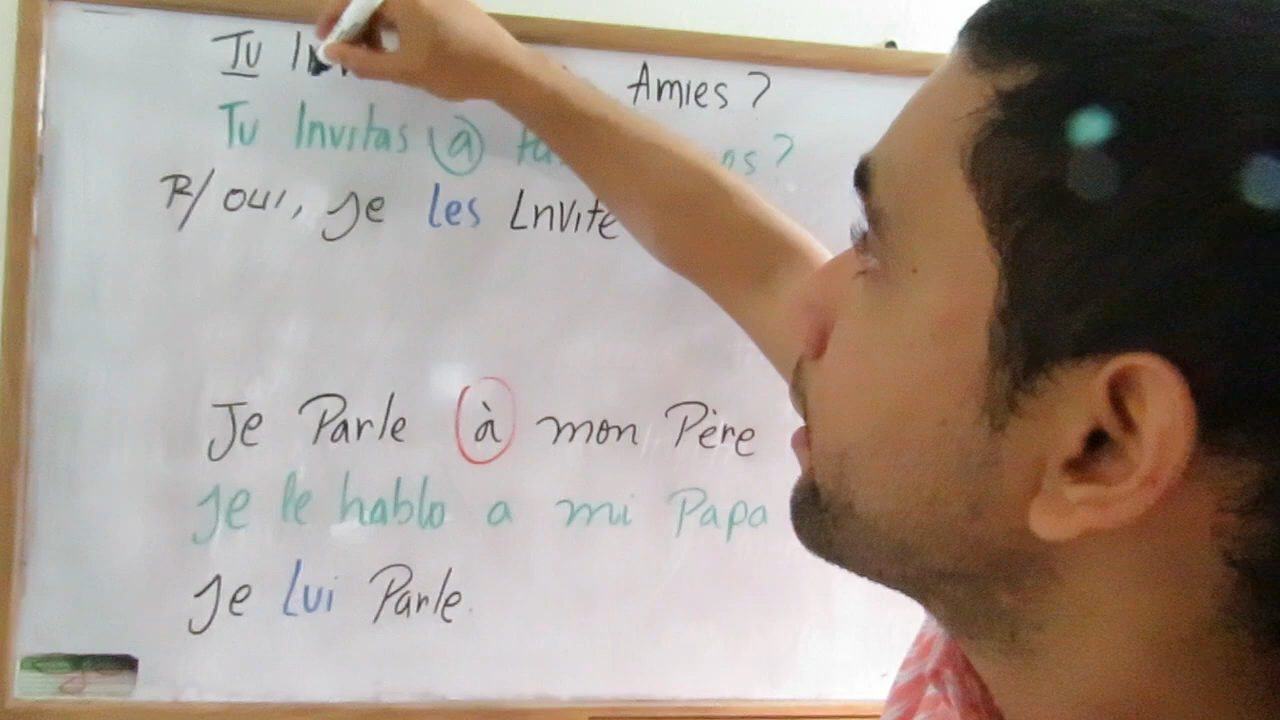 Tu Amies ?
Tu Invitas a ?
R/ oui, je les Invite
Je Parle à mon Père
je le hablo a mi Papa
je Lui Parle.